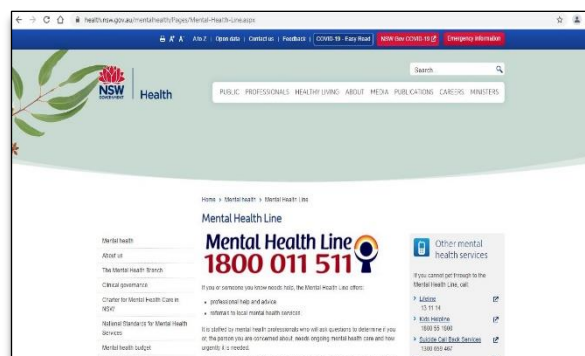 health.nsw.gov.au/mentalhealth/Pages/Mental-Health-Line.aspx
A to Z | Open data | Contact us | Feedback | COVID-19 - Easy Read NSW Gov COVID-19 Emergency information
Search...
NSW
GOVERNMENT
Health
PUBLIC PROFESSIONALS HEALTHY LIVING ABOUT MEDIA PUBLICATIONS CAREERS MINISTERS
Home > Mental health > Mental Health Line
Mental Health Line
Mental health
About us
The Mental Health Branch
Clinical governance
Charter for Mental Health Care in
NSW
National Standards for Mental Health
Services
Mental health budget
Mental Health Line
1800 011 511
If you or someone you know needs help, the Mental Health Line offers:
professional help and advice
referrals to local mental health services.
It is staffed by mental health professionals who will ask questions to determine if you
or, the person you are concerned about, needs ongoing mental health care and how
urgently it is needed.
Other mental
health services
If you cannot get through to the
Mental Health Line, call:
Lifeline
13 11 14
Kids Helpline
1800 55 1800
Suicide Call Back Services
1300 659 467